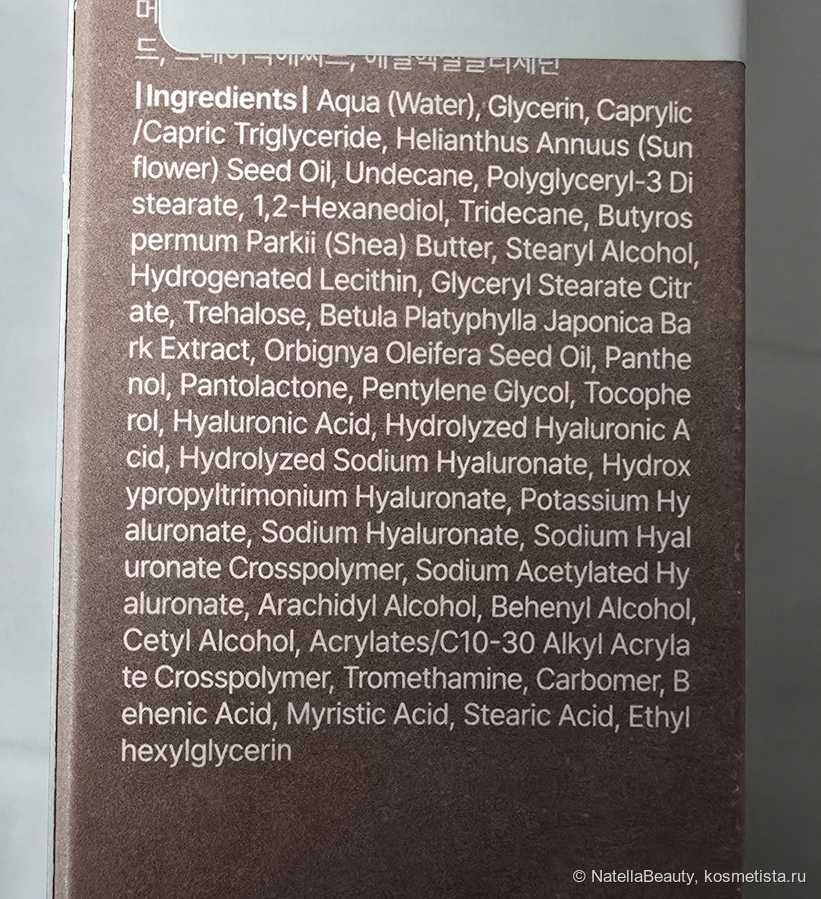 |Ingredients| Aqua (Water), Glycerin, Caprylic
/Capric Triglyceride, Helianthus Annuus (Sun
flower) Seed Oil, Undecane, Polyglyceryl-3 Di
stearate, 1,2-Hexanediol, Tridecane, Butyros
permum Parkii (Shea) Butter, Stearyl Alcohol,
Hydrogenated Lecithin, Glyceryl Stearate Citr
ate, Trehalose, Betula Platyphylla Japonica Ba
rk Extract, Orbignya Oleifera Seed Oil, Panthe
nol, Pantolactone, Pentylene Glycol, Tocophe
rol, Hyaluronic Acid, Hydrolyzed Hyaluronic A
cid, Hydrolyzed Sodium Hyaluronate, Hydrox
ypropyltrimonium Hyaluronate, Potassium Hy
aluronate, Sodium Hyaluronate, Sodium Hyal
uronate Crosspolymer, Sodium Acetylated Hy
aluronate, Arachidyl Alcohol, Behenyl Alcohol,
Cetyl Alcohol, Acrylates/C10-30 Alkyl Acryla
te Crosspolymer, Tromethamine, Carbomer, B
ehenic Acid, Myristic Acid, Stearic Acid, Ethyl
hexylglycerin
© NatellaBeauty, kosmetista.ru